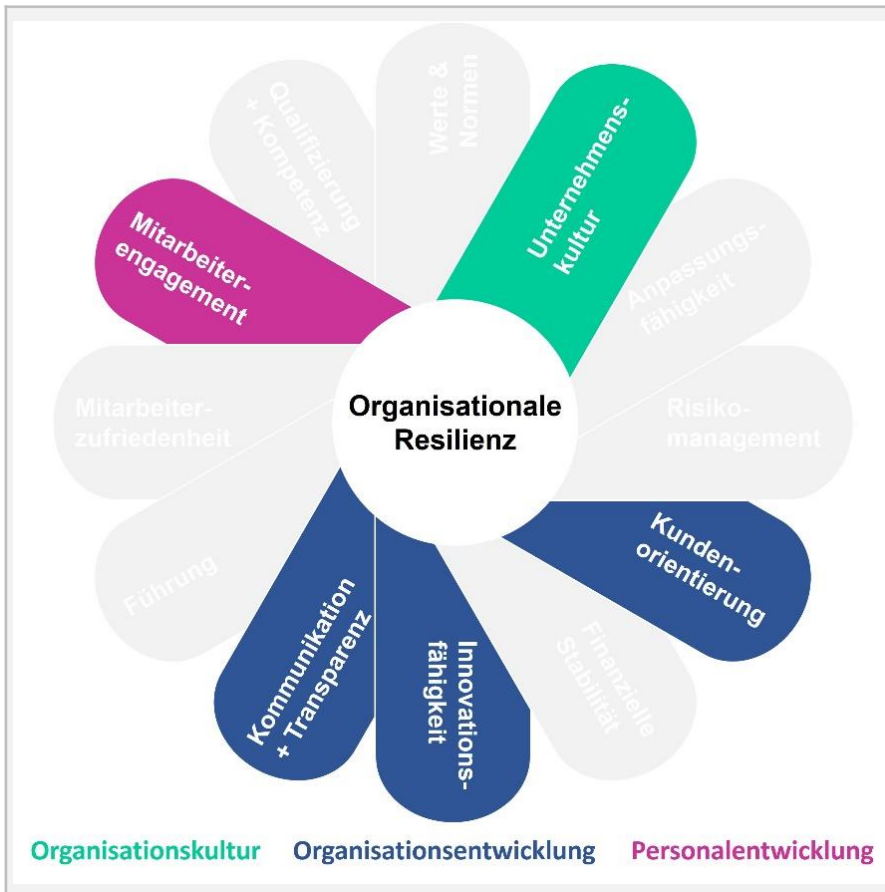 Werte &
Normen
Unternehmens-
kultur
Anpassungs-
fähigkeit
Risiko-
management
Kunden-
orientierung
Finanzielle
Stabilität
Innovations-
fähigkeit
Kommunikation
+ Transparenz
Führung
Mitarbeiter-
zufriedenheit
Mitarbeiter-
engagement
Qualifizierung
+ Kompetenz
Organisationale
Resilienz
Organisationskultur Organisationsentwicklung Personalentwicklung